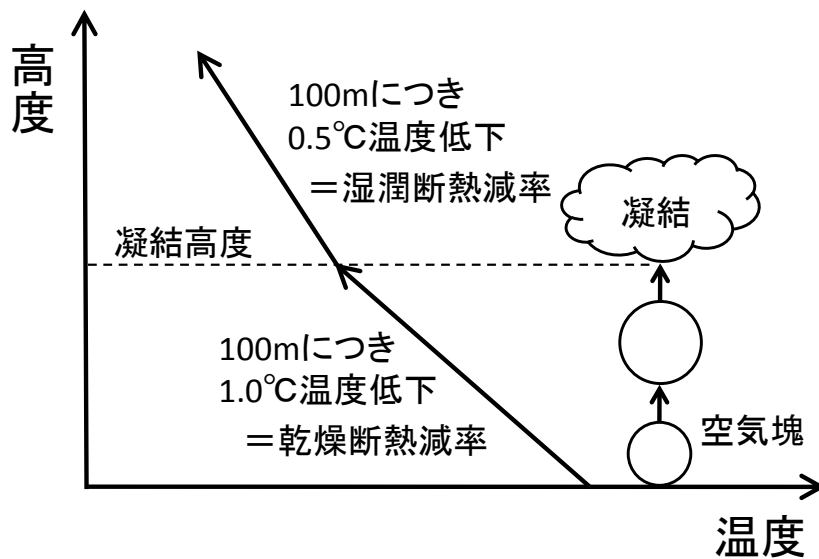 高度
100mにつき
0.5℃温度低下
＝湿潤断熱減率
凝結
凝結高度
100mにつき
1.0℃温度低下
＝乾燥断熱減率
空気塊
温度